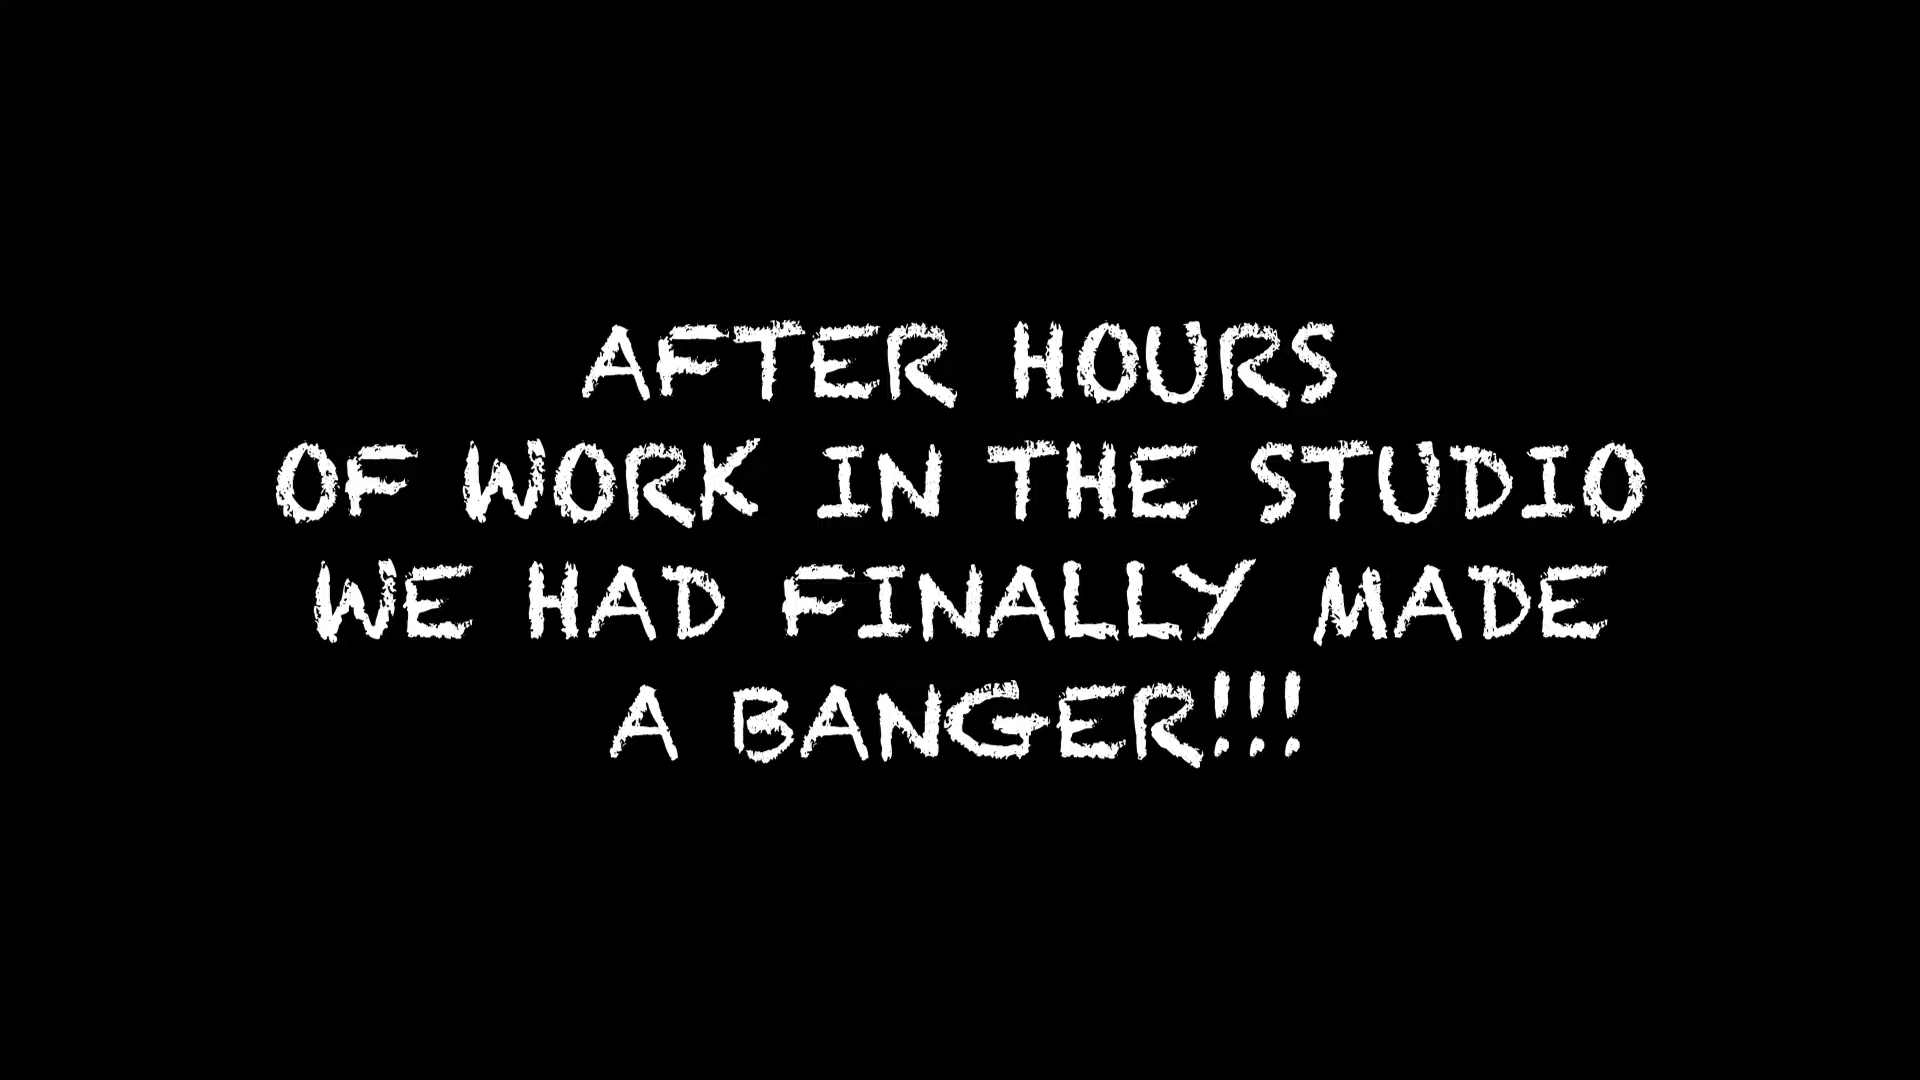 AFTER HOURS
OF WORK IN THE STUDIO
WE HAD FINALLY MADE
A BANGER!!!